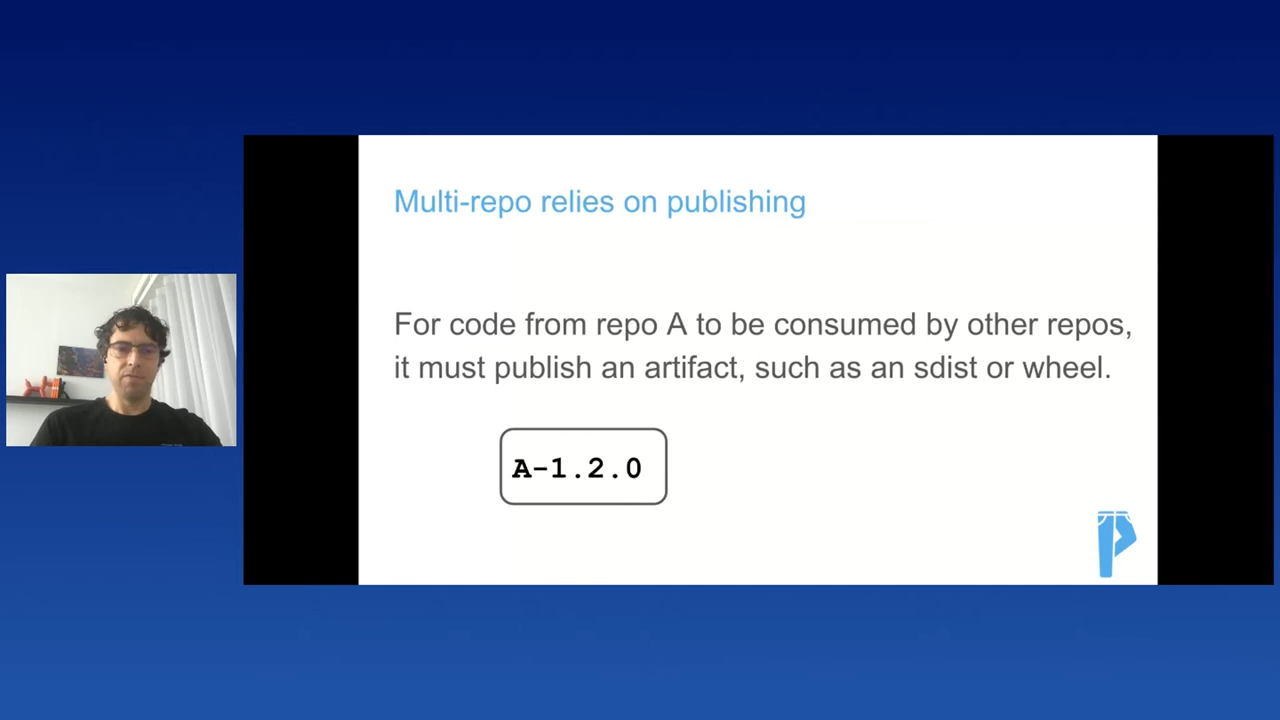 Multi-repo relies on publishing
For code from repo A to be consumed by other repos,
it must publish an artifact, such as an sdist or wheel.
A-1.2.0